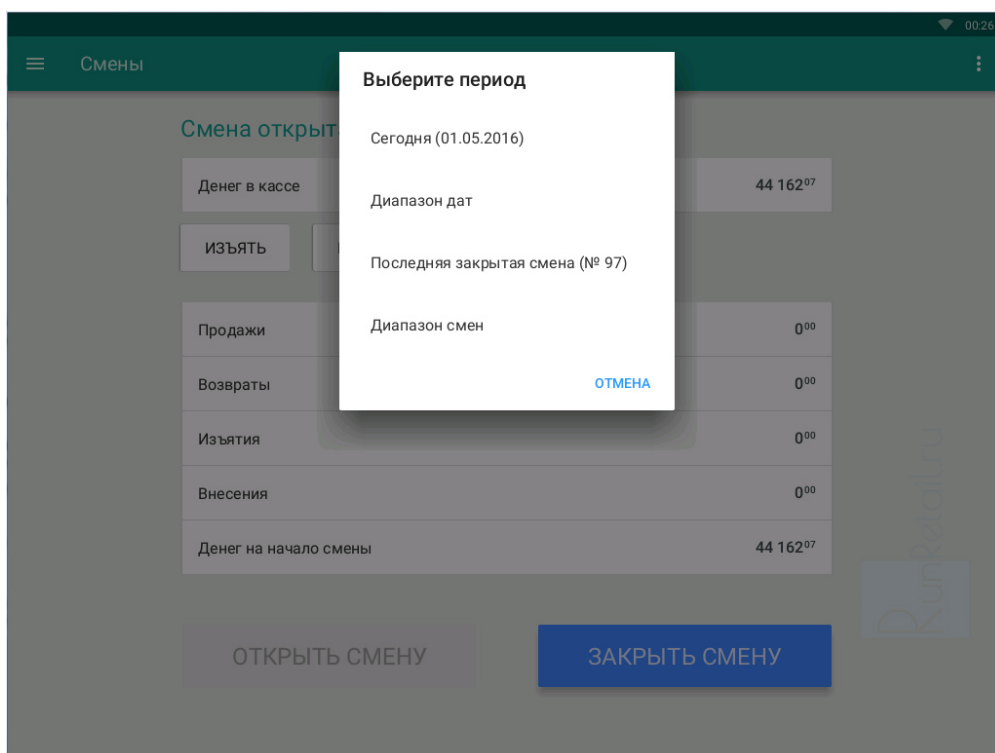 00:26
Смены
Выберите период
Сегодня (01.05.2016)
Диапазон дат
Последняя закрытая смена (№ 97)
Диапазон смен
ОТМЕНА
Смена открыт
Денег в кассе 44 162⁰⁷
ИЗЪЯТЬ
Продажи 0⁰⁰
Возвраты 0⁰⁰
Изъятия 0⁰⁰
Внесения 0⁰⁰
Денег на начало смены 44 162⁰⁷
ОТКРЫТЬ СМЕНУ ЗАКРЫТЬ СМЕНУ
RunRetail.ru